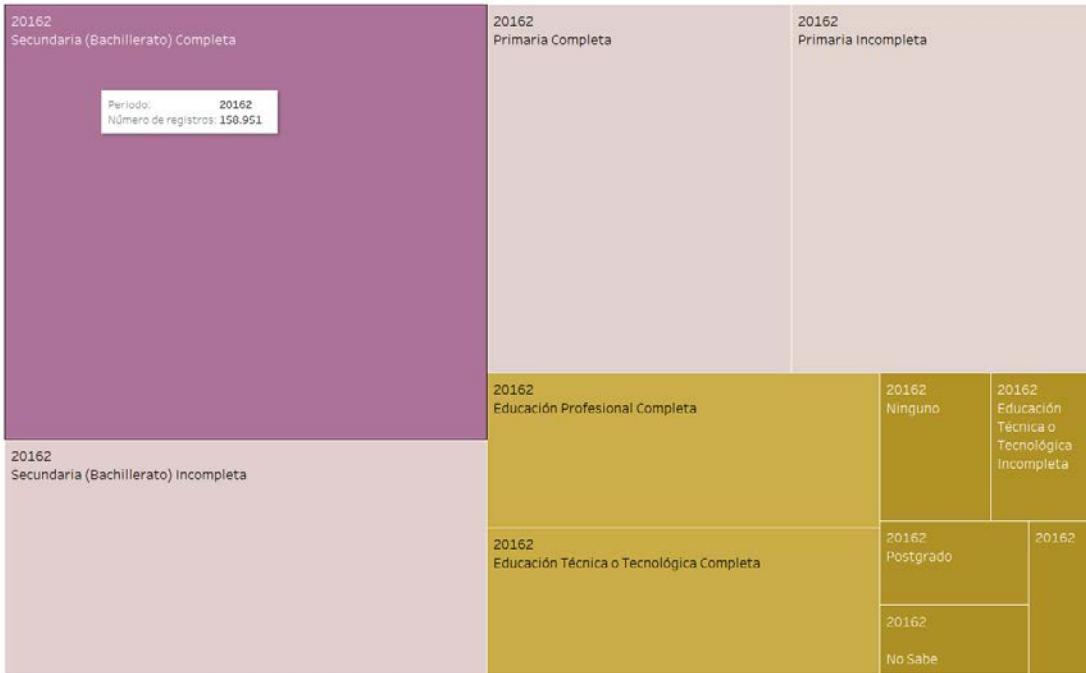 20162
Secundaria (Bachillerato) Completa
Periodo: 20162
Número de registros: 158.951
20162
Secundaria (Bachillerato) Incompleta
20162
Primaria Completa
20162
Primaria Incompleta
20162
Educación Profesional Completa
20162
Educación Técnica o Tecnológica Completa
20162
Ninguno
20162
Educación
Técnica o
Tecnológica
Incompleta
20162
Postgrado
20162
20162
No Sabe